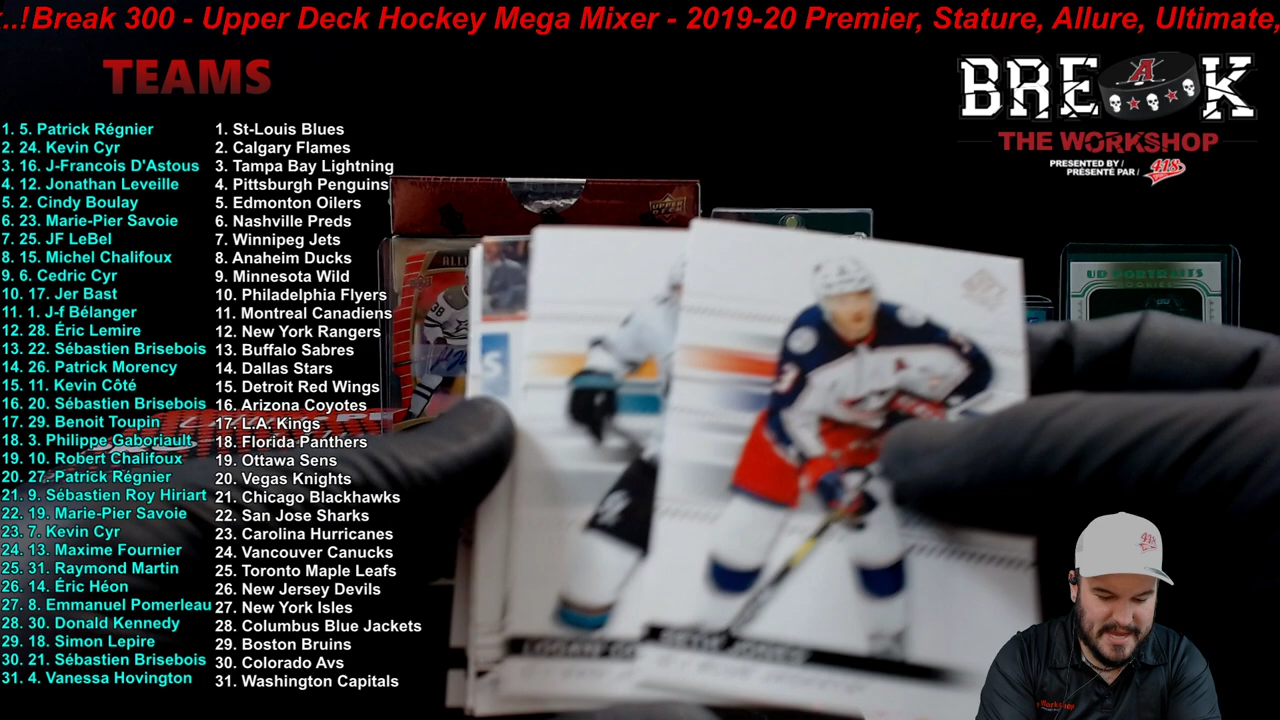 ..!Break 300 - Upper Deck Hockey Mega Mixer - 2019-20 Premier, Stature, Allure, Ultimate,
TEAMS
1. 5. Patrick Régnier
2. 24. Kevin Cyr
3. 16. J-Francois D'Astous
4. 12. Jonathan Leveille
5. 2. Cindy Boulay
6. 23. Marie-Pier Savoie
7. 25. JF LeBel
8. 15. Michel Chalifoux
9. 6. Cedric Cyr
10. 17. Jer Bast
11. 1. J-f Bélanger
12. 28. Éric Lemire
13. 22. Sébastien Brisebois
14. 26. Patrick Morency
15. 11. Kevin Côté
16. 20. Sébastien Brisebois
17. 29. Benoit Toupin
18. 3. Philippe Gaboriault
19. 10. Robert Chalifoux
20. 27. Patrick Régnier
21. 9. Sébastien Roy Hiriart
22. 19. Marie-Pier Savoie
23. 7. Kevin Cyr
24. 13. Maxime Fournier
25. 31. Raymond Martin
26. 14. Éric Héon
27. 8. Emmanuel Pomerleau
28. 30. Donald Kennedy
29. 18. Simon Lepire
30. 21. Sébastien Brisebois
31. 4. Vanessa Hovington
1. St-Louis Blues
2. Calgary Flames
3. Tampa Bay Lightning
4. Pittsburgh Penguins
5. Edmonton Oilers
6. Nashville Preds
7. Winnipeg Jets
8. Anaheim Ducks
9. Minnesota Wild
10. Philadelphia Flyers
11. Montreal Canadiens
12. New York Rangers
13. Buffalo Sabres
14. Dallas Stars
15. Detroit Red Wings
16. Arizona Coyotes
17. L.A. Kings
18. Florida Panthers
19. Ottawa Sens
20. Vegas Knights
21. Chicago Blackhawks
22. San Jose Sharks
23. Carolina Hurricanes
24. Vancouver Canucks
25. Toronto Maple Leafs
26. New Jersey Devils
27. New York Isles
28. Columbus Blue Jackets
29. Boston Bruins
30. Colorado Avs
31. Washington Capitals
BREAK
THE WORKSHOP
PRESENTED BY /
PRÉSENTÉ PAR /
418
UPPER DECK
UD PORTRAITS
LOGAN
SETH JONES
418